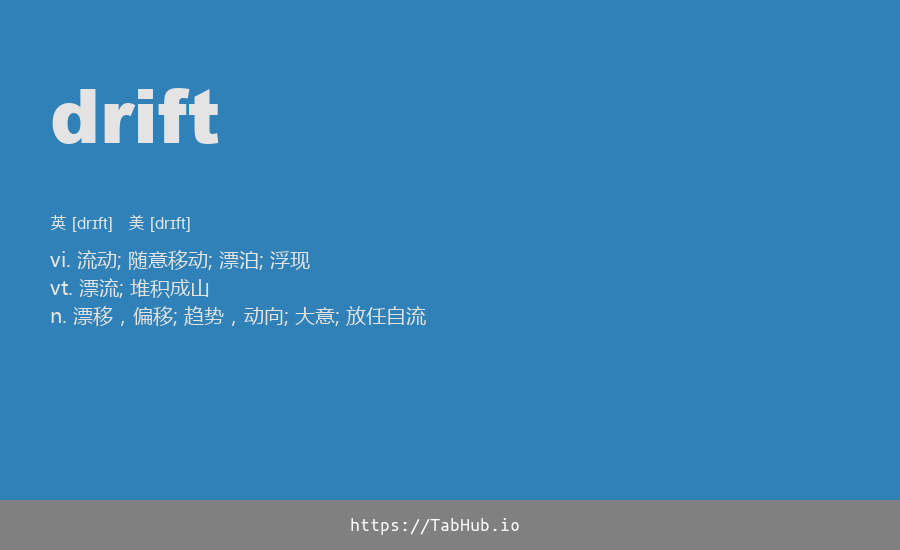 drift
英 [drɪft] 美 [drɪft]
vi. 流动; 随意移动; 漂泊; 浮现
vt. 漂流; 堆积成山
n. 漂移，偏移; 趋势，动向; 大意; 放任自流
https://TabHub.io